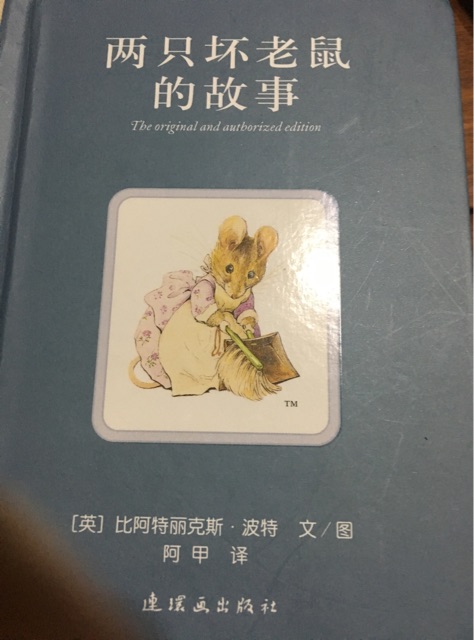 两只坏老鼠
的故事
The original and authorized edition
TM
[英] 比阿特丽克斯·波特 文/图
阿甲 译
连环画出版社